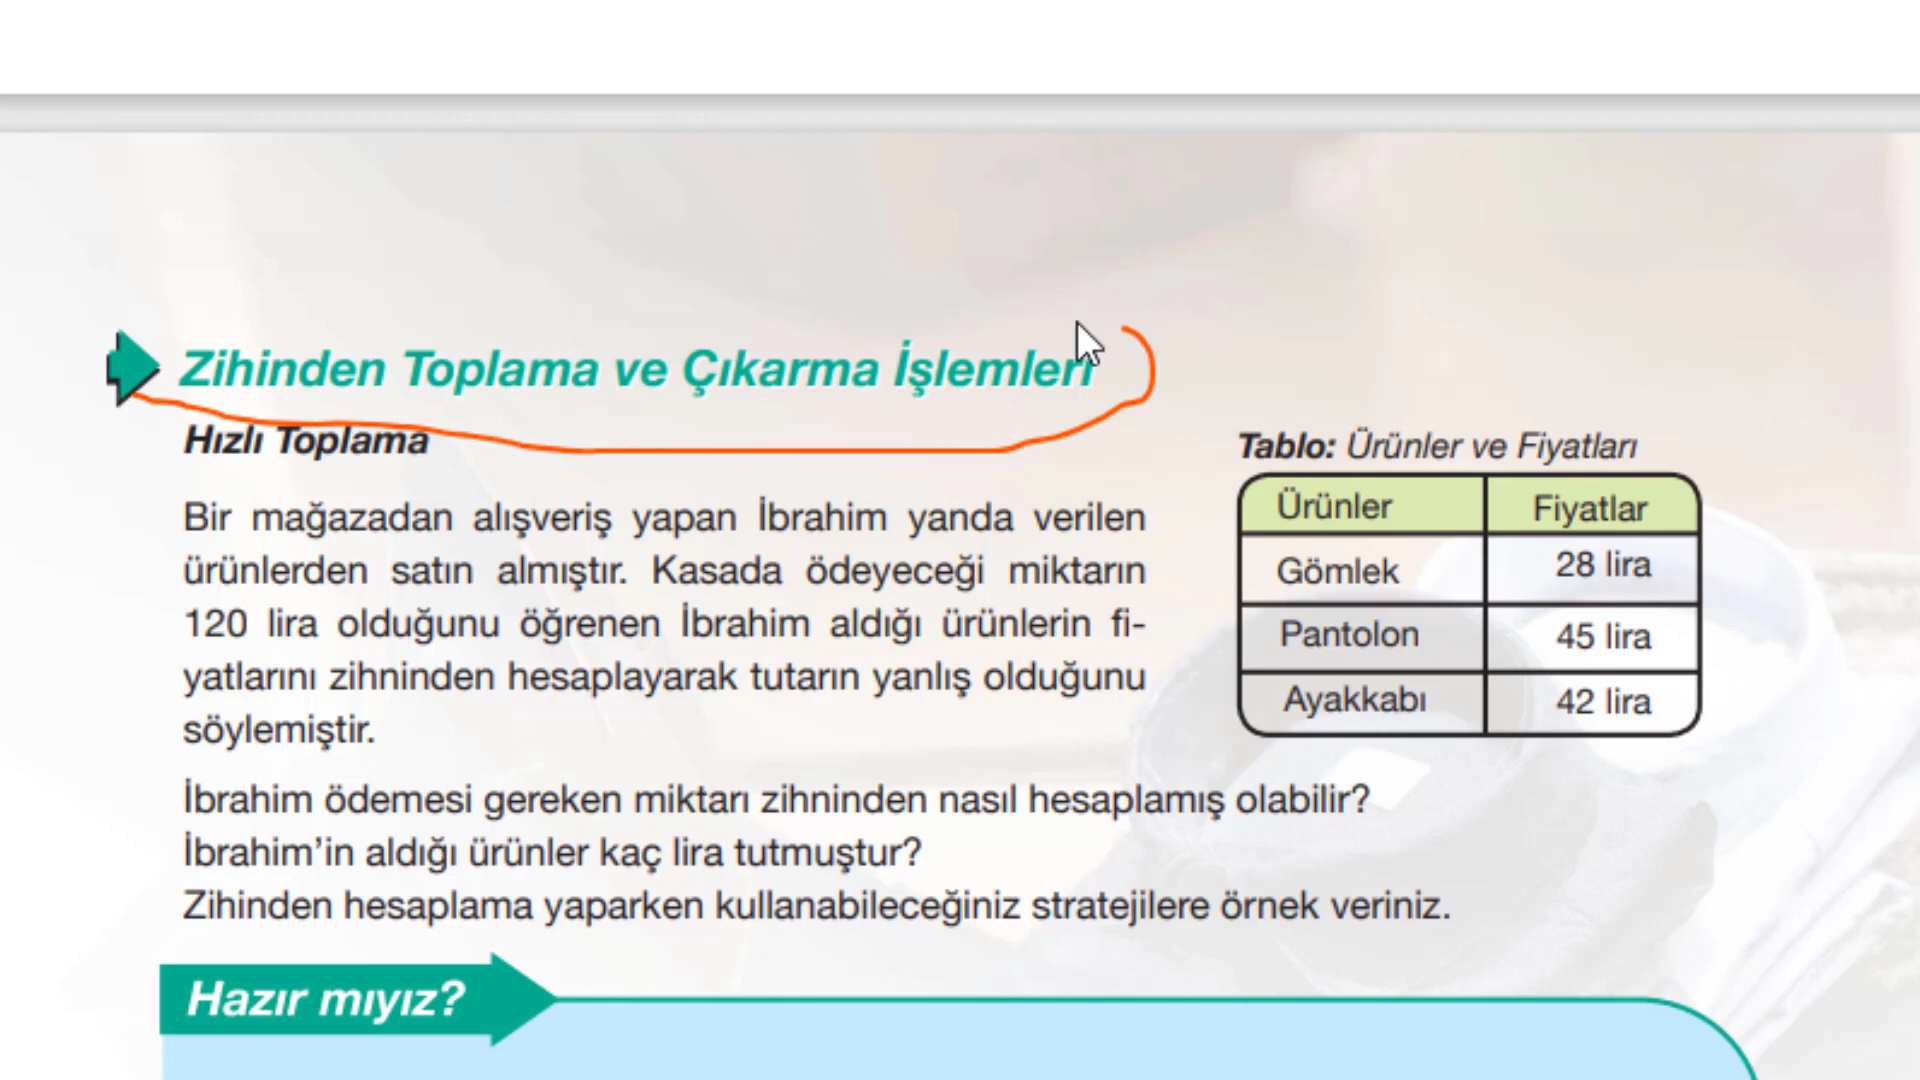 Zihinden Toplama ve Çıkarma İşlemleri
Hızlı Toplama
Bir mağazadan alışveriş yapan İbrahim yanda verilen
ürünlerden satın almıştır. Kasada ödeyeceği miktarın
120 lira olduğunu öğrenen İbrahim aldığı ürünlerin fi-
yatlarını zihninden hesaplayarak tutarın yanlış olduğunu
söylemiştir.
Tablo: Ürünler ve Fiyatları
Ürünler Fiyatlar
Gömlek 28 lira
Pantolon 45 lira
Ayakkabı 42 lira
İbrahim ödemesi gereken miktarı zihninden nasıl hesaplamış olabilir?
İbrahim’in aldığı ürünler kaç lira tutmuştur?
Zihinden hesaplama yaparken kullanabileceğiniz stratejilere örnek veriniz.
Hazır mıyız?